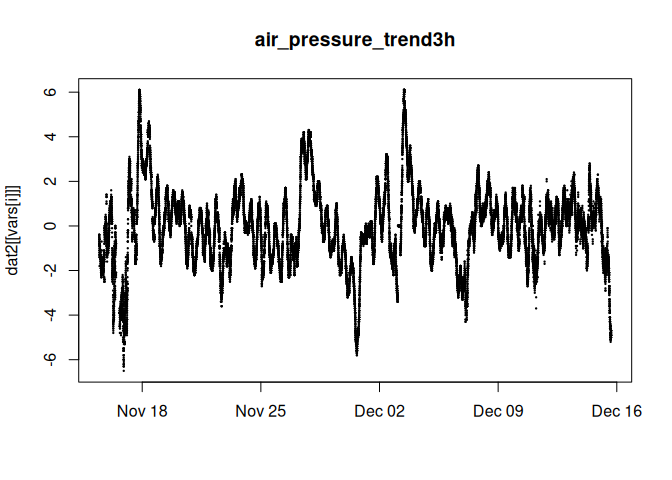 air_pressure_trend3h
dat2[[vars[i]]]
6
4
2
0
-2
-4
-6
Nov 18
Nov 25
Dec 02
Dec 09
Dec 16